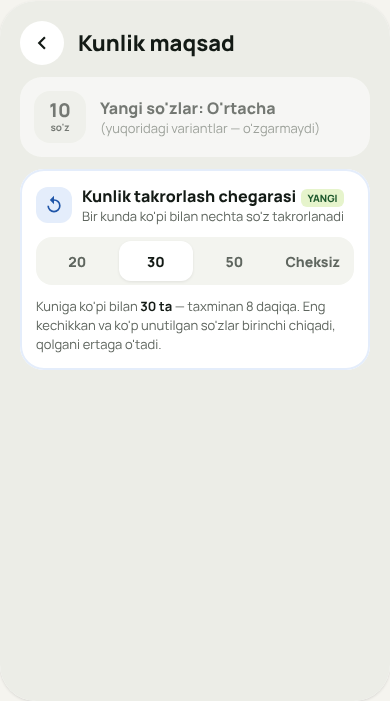 Kunlik maqsad
10
so'z
Yangi so'zlar: O'rtacha
(yuqoridagi variantlar — o'zgarmaydi)
Kunlik takrorlash chegarasi YANGI
Bir kunda ko'pi bilan nechta so'z takrorlanadi
20 30 50 Cheksiz
Kuniga ko'pi bilan 30 ta — taxminan 8 daqiqa. Eng
kechikkan va ko'p unutilgan so'zlar birinchi chiqadi,
qolgani ertaga o'tadi.